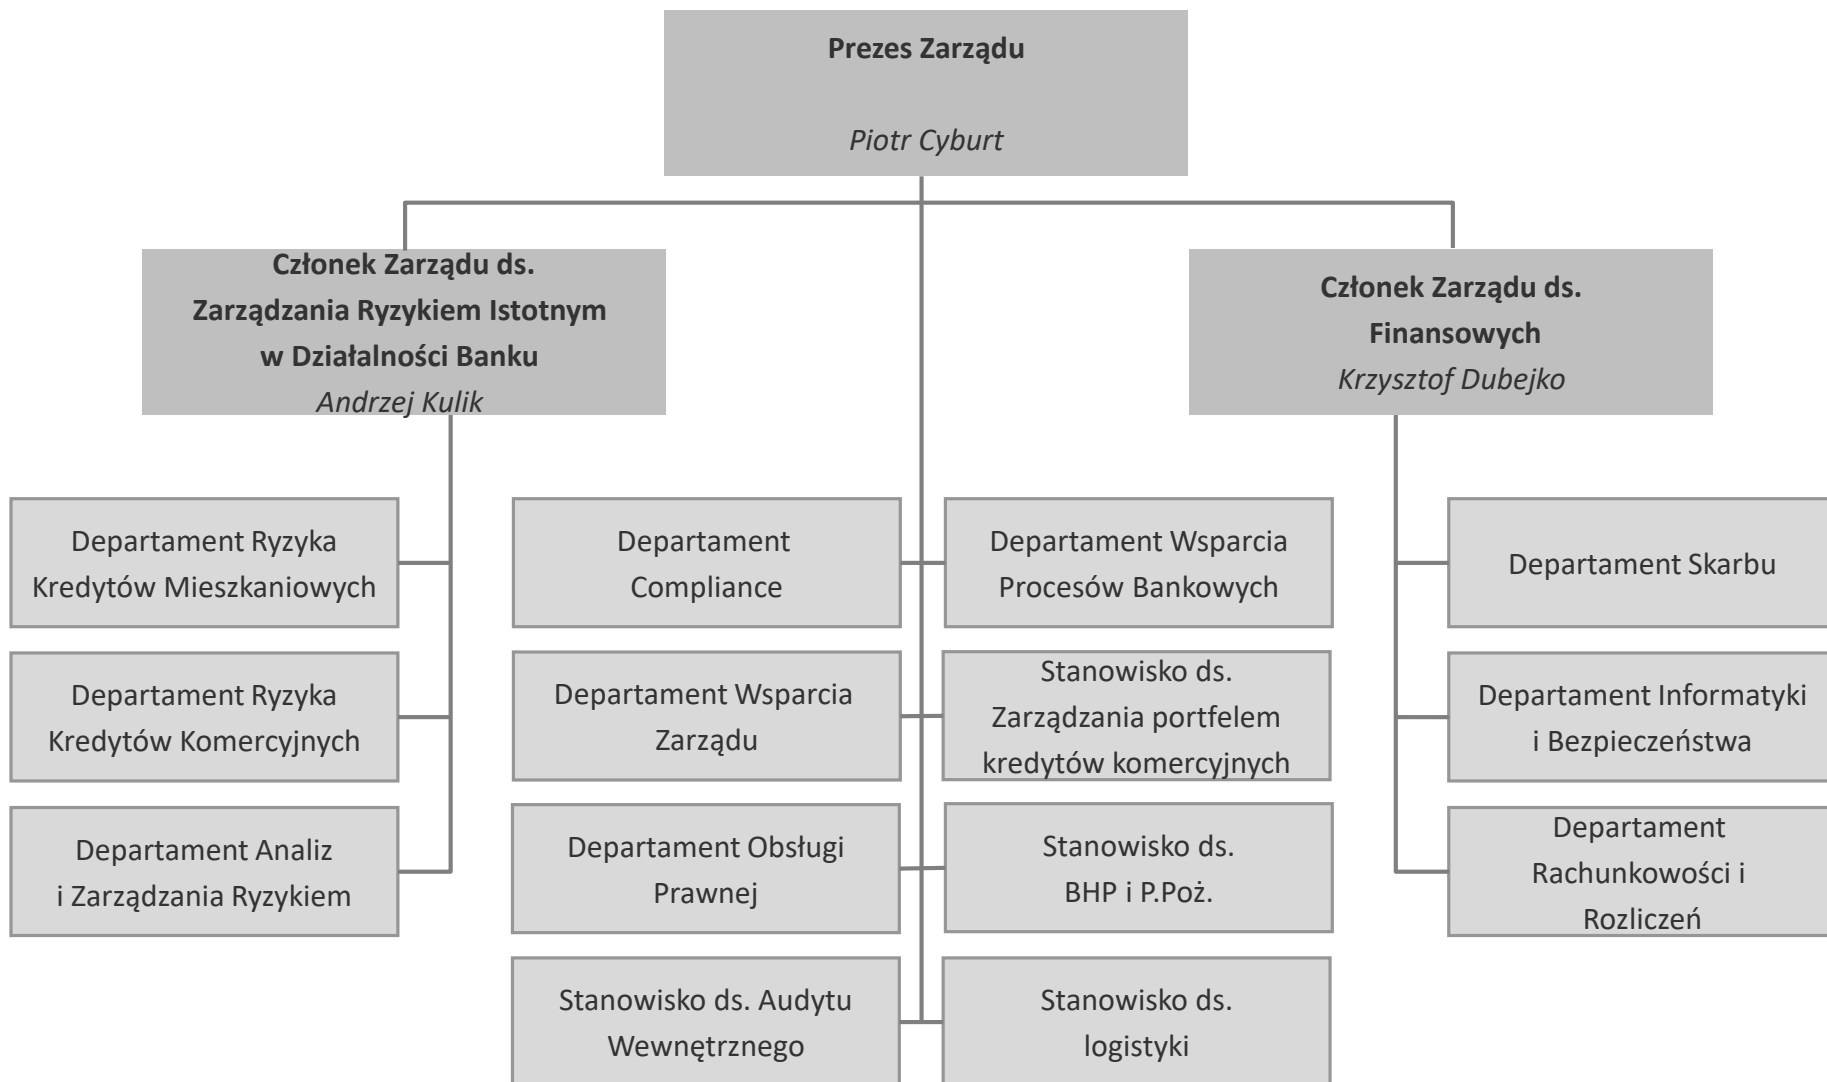 Prezes Zarządu
Piotr Cyburt
Członek Zarządu ds.
Zarządzania Ryzykiem Istotnym
w Działalności Banku
Andrzej Kulik
Członek Zarządu ds.
Finansowych
Krzysztof Dubejko
Departament Ryzyka
Kredytów Mieszkaniowych
Departament
Compliance
Departament Wsparcia
Procesów Bankowych
Departament Skarbu
Departament Ryzyka
Kredytów Komercyjnych
Departament Wsparcia
Zarządu
Stanowisko ds.
Zarządzania portfelem
kredytów komercyjnych
Departament Informatyki
i Bezpieczeństwa
Departament Analiz
i Zarządzania Ryzykiem
Departament Obsługi
Prawnej
Stanowisko ds.
BHP i P.Poż.
Departament
Rachunkowości i
Rozliczeń
Stanowisko ds. Audytu
Wewnętrznego
Stanowisko ds.
logistyki